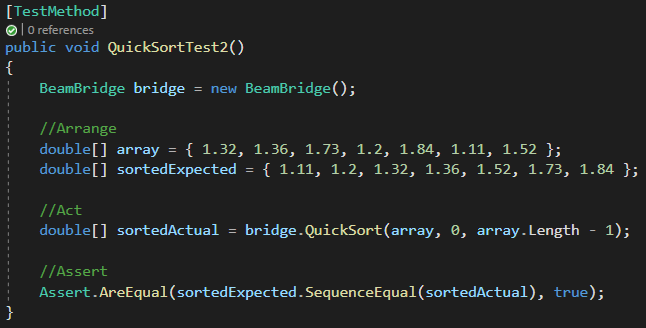 [TestMethod]
| 0 references
public void QuickSortTest2()
{
BeamBridge bridge = new BeamBridge();
//Arrange
double[] array = { 1.32, 1.36, 1.73, 1.2, 1.84, 1.11, 1.52 };
double[] sortedExpected = { 1.11, 1.2, 1.32, 1.36, 1.52, 1.73, 1.84 };
//Act
double[] sortedActual = bridge.QuickSort(array, 0, array.Length - 1);
//Assert
Assert.AreEqual(sortedExpected.SequenceEqual(sortedActual), true);
}